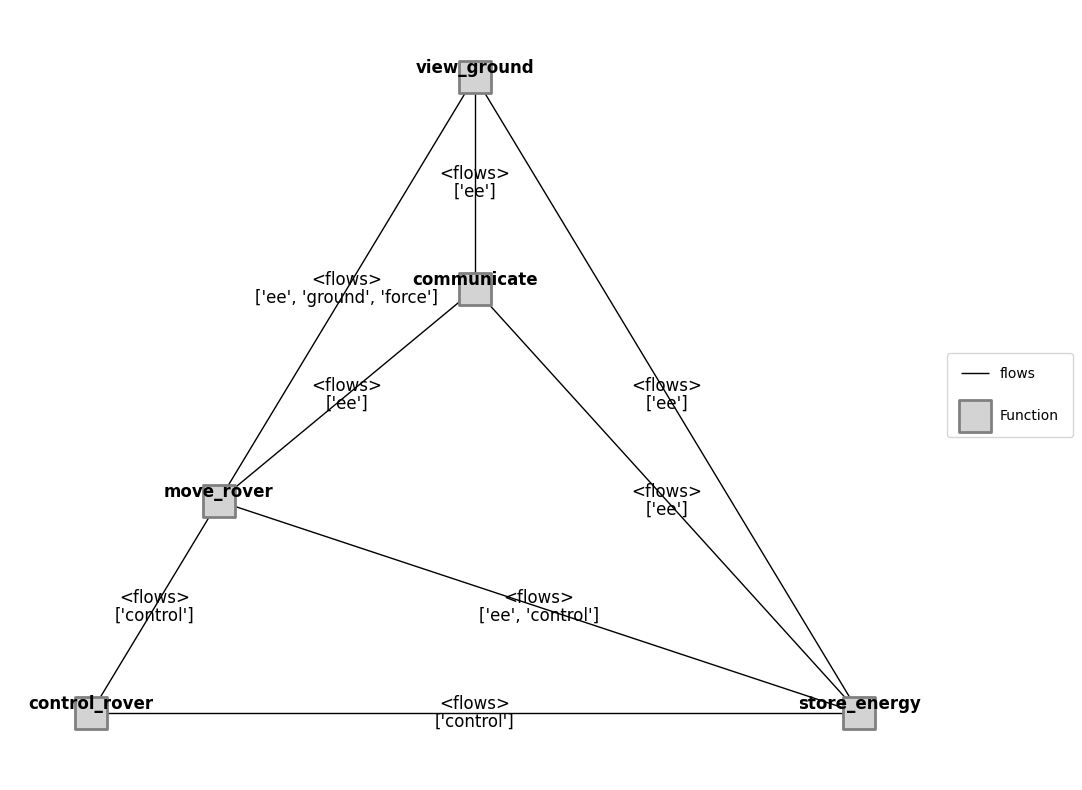 view_ground
<flows>
['ee']
<flows>
['ee', 'ground', 'force']
communicate
<flows>
['ee']
<flows>
['ee']
flows
Function
move_rover
<flows>
['ee']
<flows>
['control']
<flows>
['ee', 'control']
control_rover
<flows>
['control']
store_energy